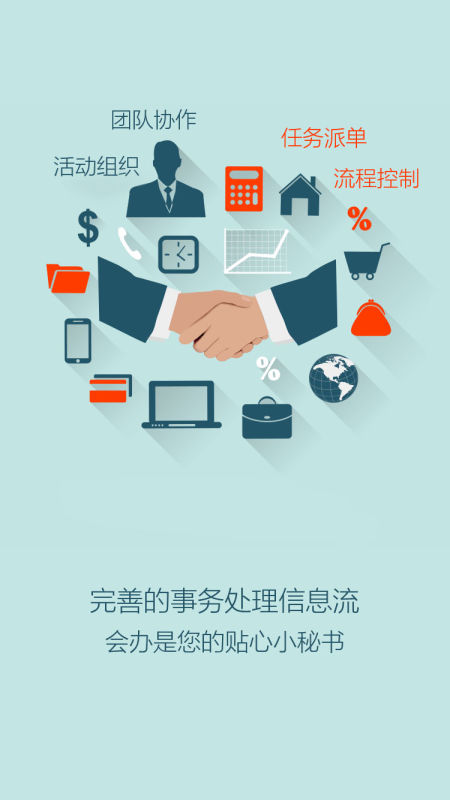 团队协作
任务派单
活动组织
流程控制
$
%
%
完善的事务处理信息流
会办是您的贴心小秘书